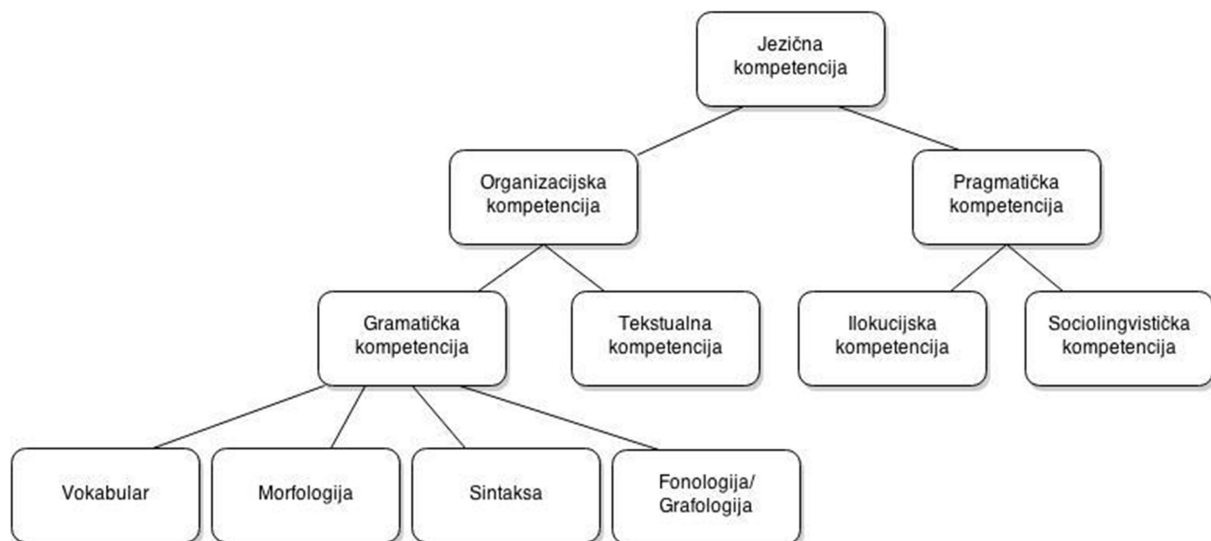 Jezična
kompetencija
Organizacijska
kompetencija
Pragmatička
kompetencija
Gramatička
kompetencija
Tekstualna
kompetencija
Ilokucijska
kompetencija
Sociolingvistička
kompetencija
Vokabular
Morfologija
Sintaksa
Fonologija/
Grafologija